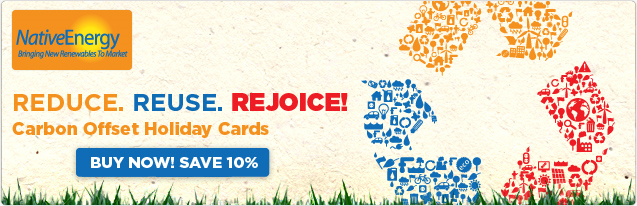 NativeEnergy
Bringing New Renewables To Market
REDUCE. REUSE. REJOICE!
Carbon Offset Holiday Cards
BUY NOW! SAVE 10%